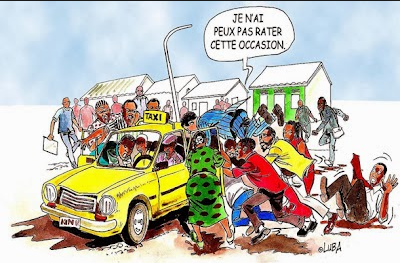 JE N'AI
PEUX PAS RATER
CETTE OCCASION.
TAXI
©LUBA